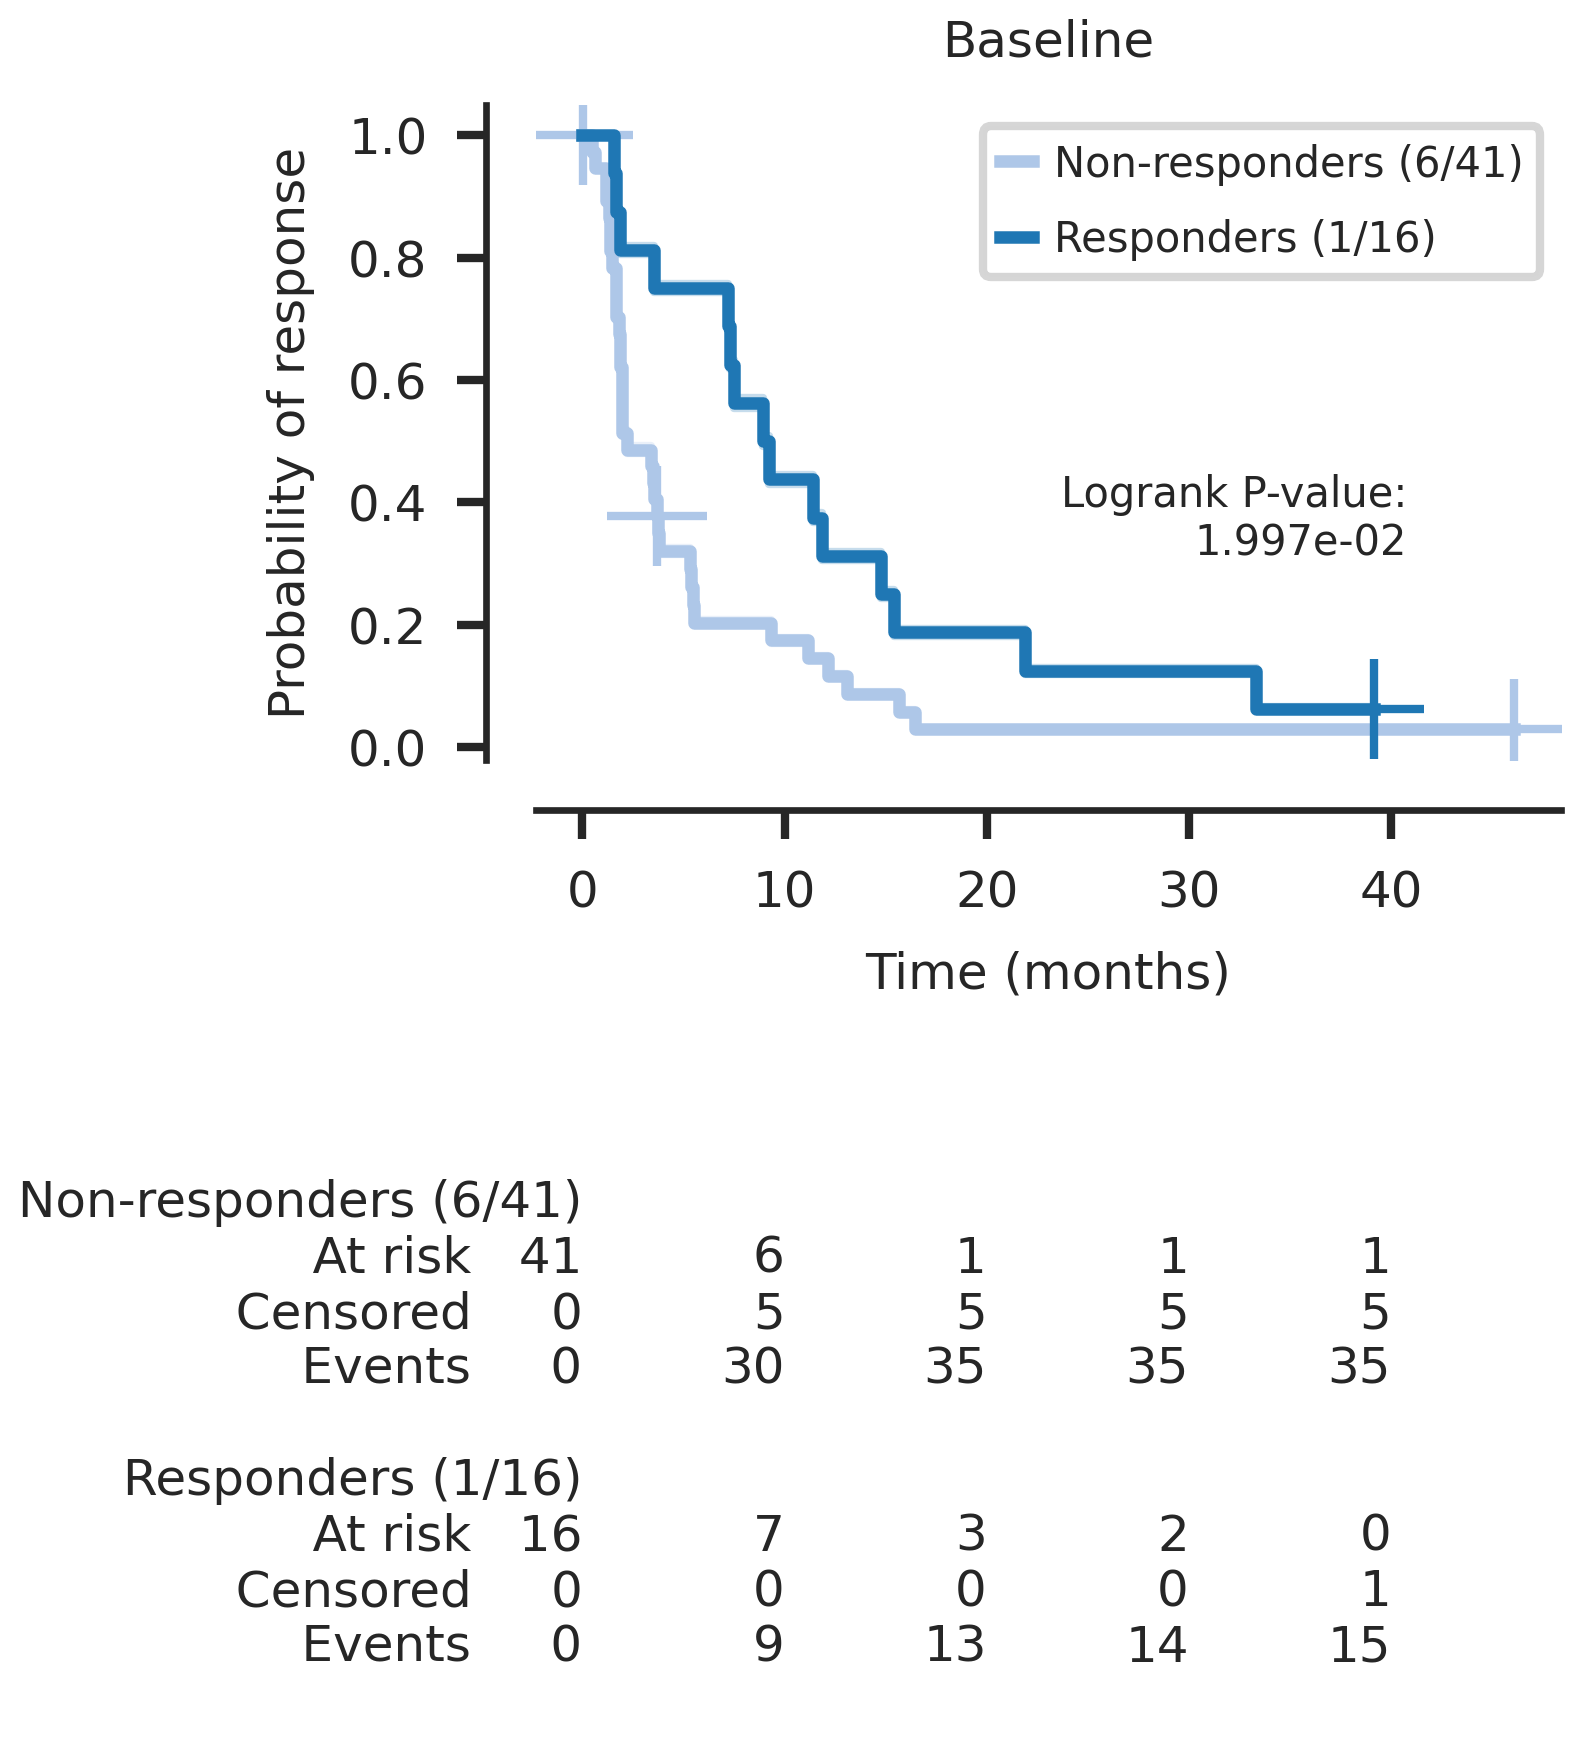 Baseline
Probability of response
1.0
0.8
0.6
0.4
0.2
0.0
Non-responders (6/41)
Responders (1/16)
Logrank P-value:
1.997e-02
0 10 20 30 40
Time (months)
Non-responders (6/41)
At risk 41 6 1 1 1
Censored 0 5 5 5 5
Events 0 30 35 35 35
Responders (1/16)
At risk 16 7 3 2 0
Censored 0 0 0 0 1
Events 0 9 13 14 15